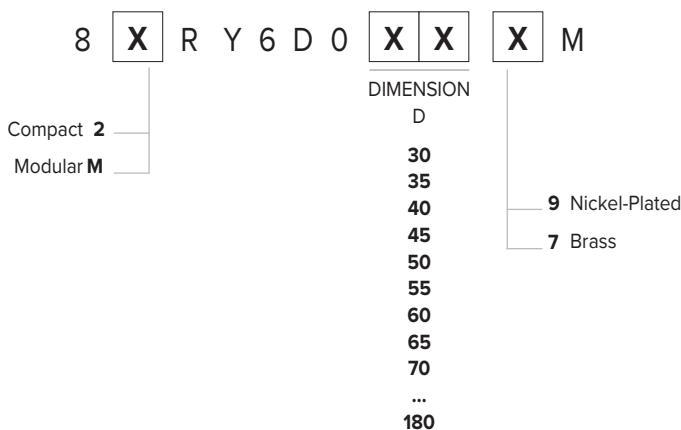 8 X R Y 6 D 0 X X X M
DIMENSION
D
Compact 2
Modular M
30
35
40
45
50
55
60
65
70
...
180
9 Nickel-Plated
7 Brass